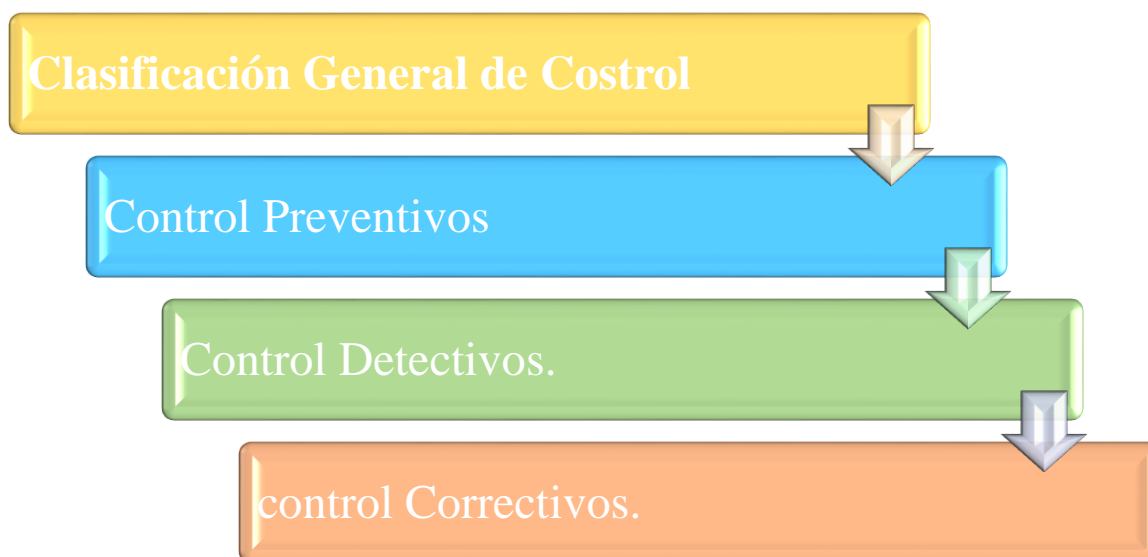 Clasificación General de Costrol
Control Preventivos
Control Detectivos.
control Correctivos.